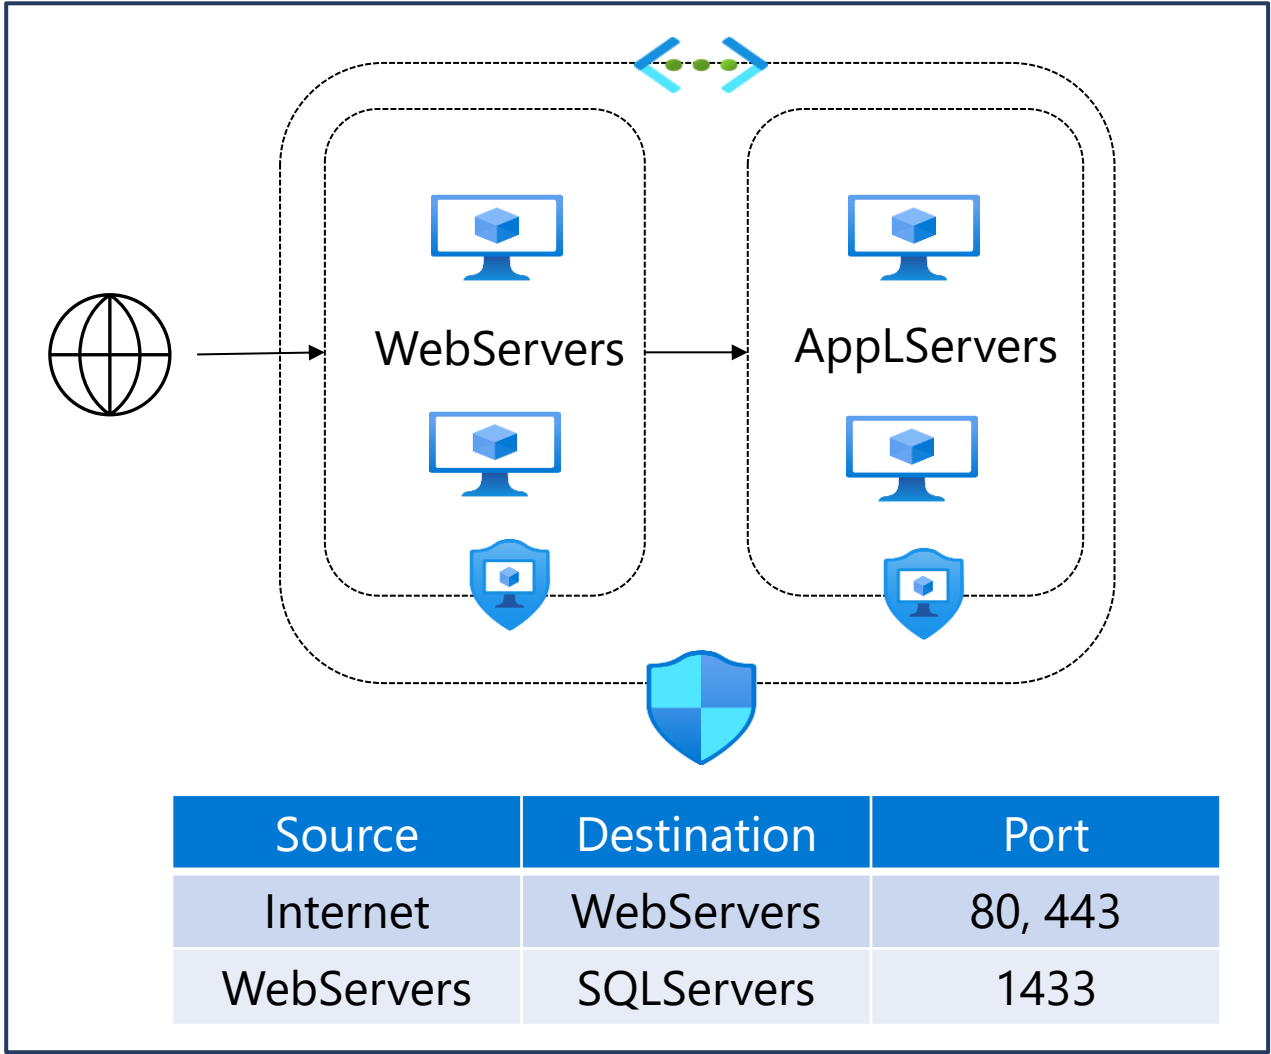 WebServers
AppLServers
Source Destination Port
Internet WebServers 80, 443
WebServers SQLServers 1433